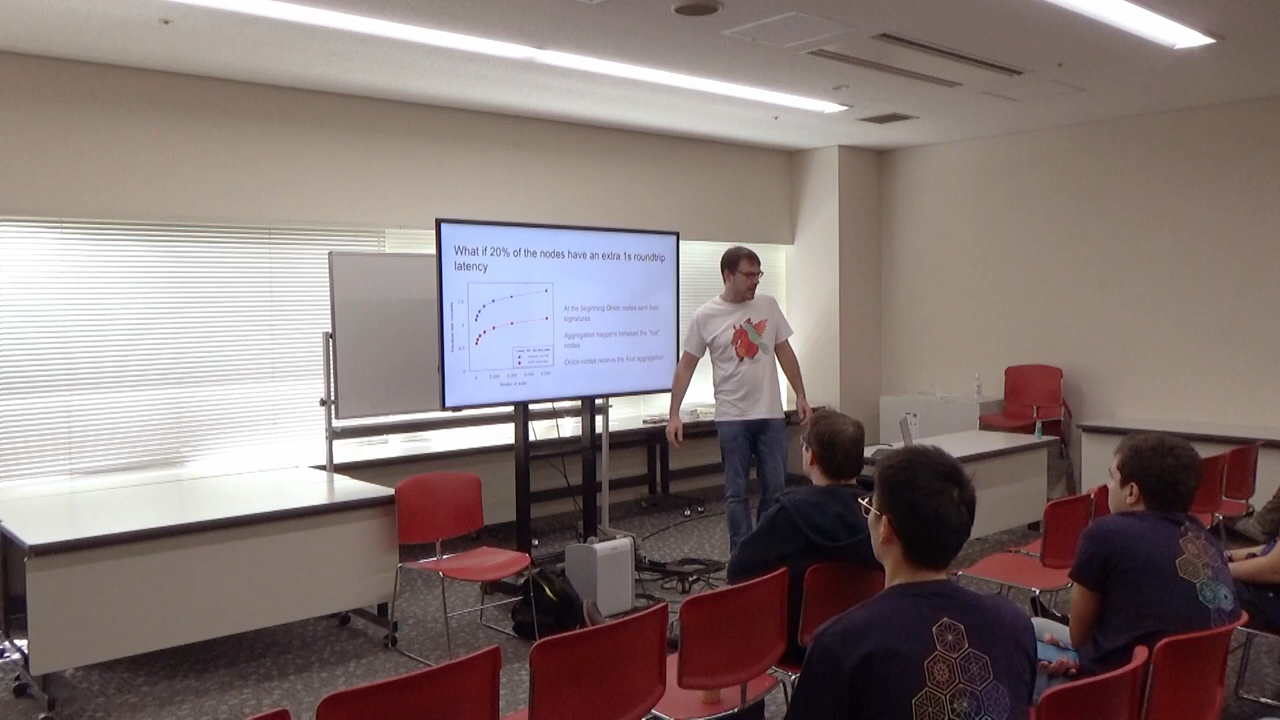 What if 20% of the nodes have an extra 1s roundtrip
latency
At the beginning Onion nodes sent their
signatures
Aggregation happens between the "fast"
nodes
Onion nodes receive the final aggregation